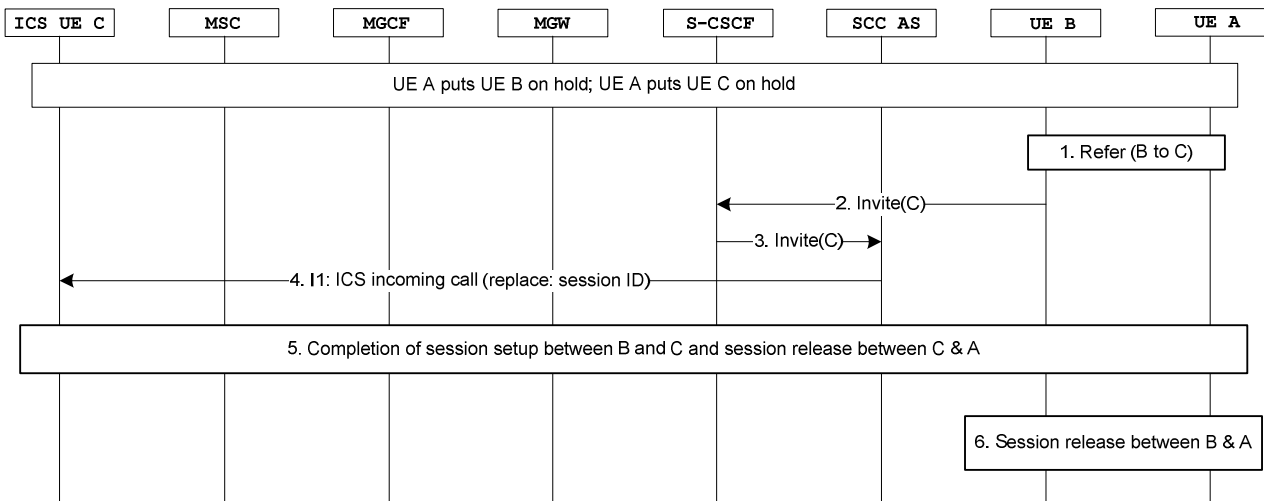 ICS UE C
MSC
MGCF
MGW
S-CSCF
SCC AS
UE B
UE A
UE A puts UE B on hold; UE A puts UE C on hold
1. Refer (B to C)
2. Invite(C)
3. Invite(C)
4. I1: ICS incoming call (replace: session ID)
5. Completion of session setup between B and C and session release between C & A
6. Session release between B & A